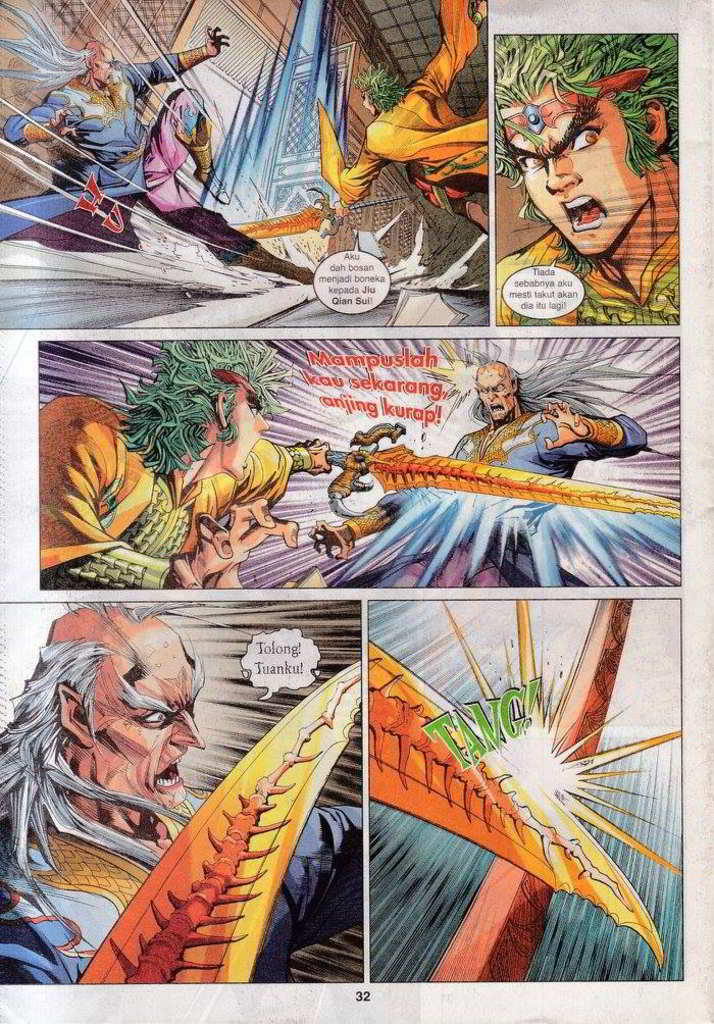 HU
Aku
dah bosan
menjadi boneka
kepada Jiu
Qian Sui!
Tiada
sebabnya aku
mesti takut akan
dia itu lagi!
Mampuslah
kau sekarang,
anjing kurap!
Tolong!
Tuanku!
TANG!
32